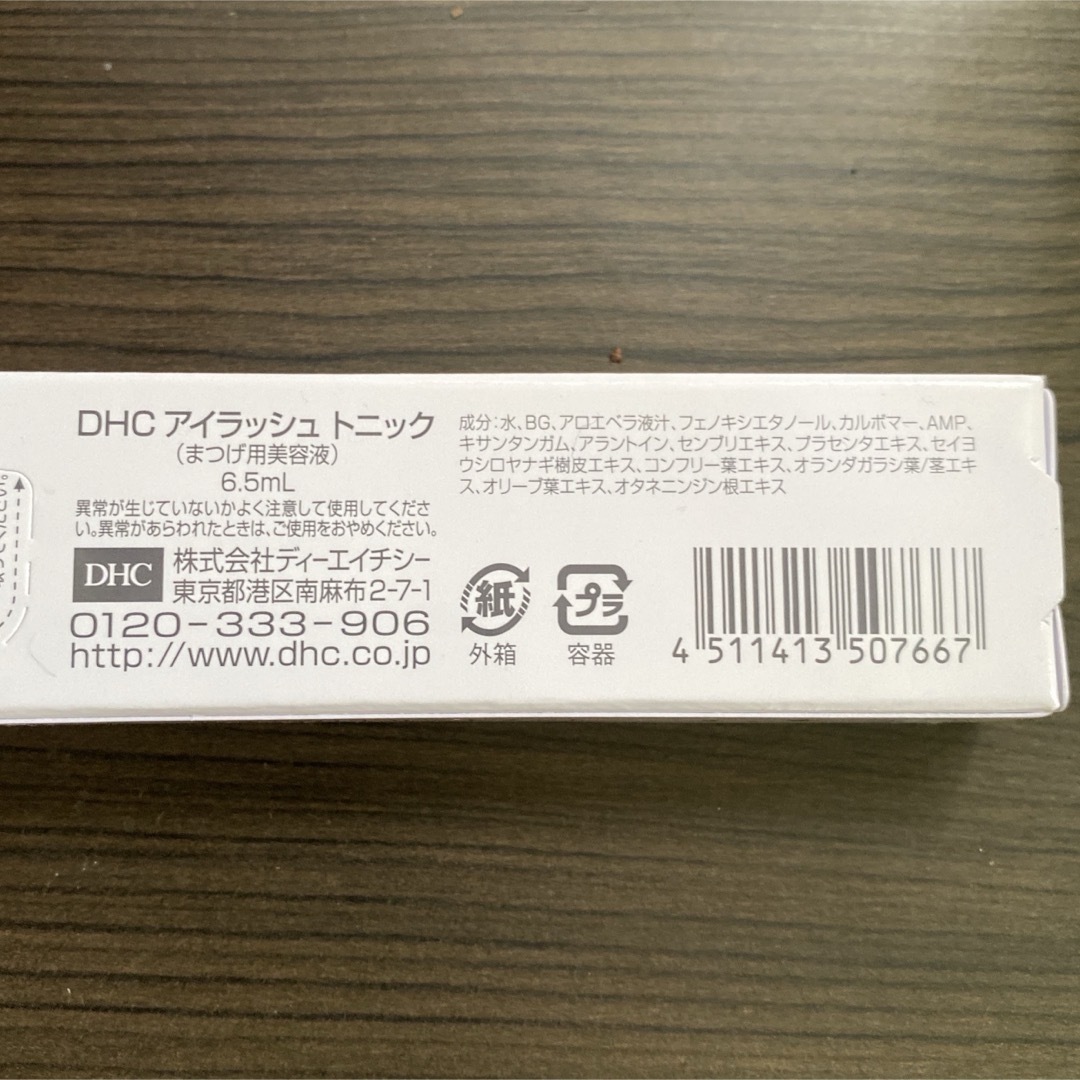 DHC アイラッシュ トニック
(まつげ用美容液)
6.5mL
異常が生じていないかよく注意して使用してくださ
い。異常があらわれたときは、ご使用をおやめください。
DHC
株式会社ディーエイチシー
東京都港区南麻布2-7-1
0120-333-906
http://www.dhc.co.jp
成分:水、BG、アロエベラ液汁、フェノキシエタノール、カルボマー、AMP、
キサンタンガム、アラントイン、センブリエキス、プラセンタエキス、セイヨ
ウシロヤナギ樹皮エキス、コンフリー葉エキス、オランダガラシ葉/茎エキ
ス、オリーブ葉エキス、オタネニンジン根エキス
紙
外箱
プラ
容器
4 511413 507667